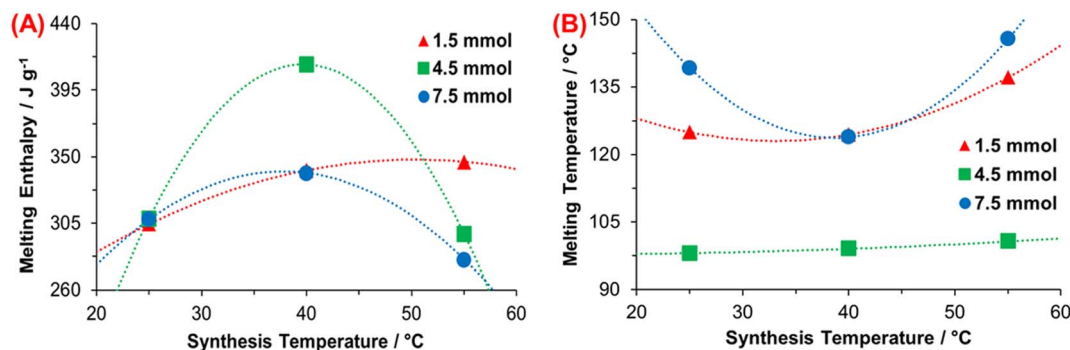 (A)
Melting Enthalpy / J g⁻¹
440
395
350
305
260
20
30
40
50
60
Synthesis Temperature / °C
1.5 mmol
4.5 mmol
7.5 mmol
(B)
Melting Temperature / °C
150
135
120
105
90
20
30
40
50
60
Synthesis Temperature / °C
1.5 mmol
4.5 mmol
7.5 mmol